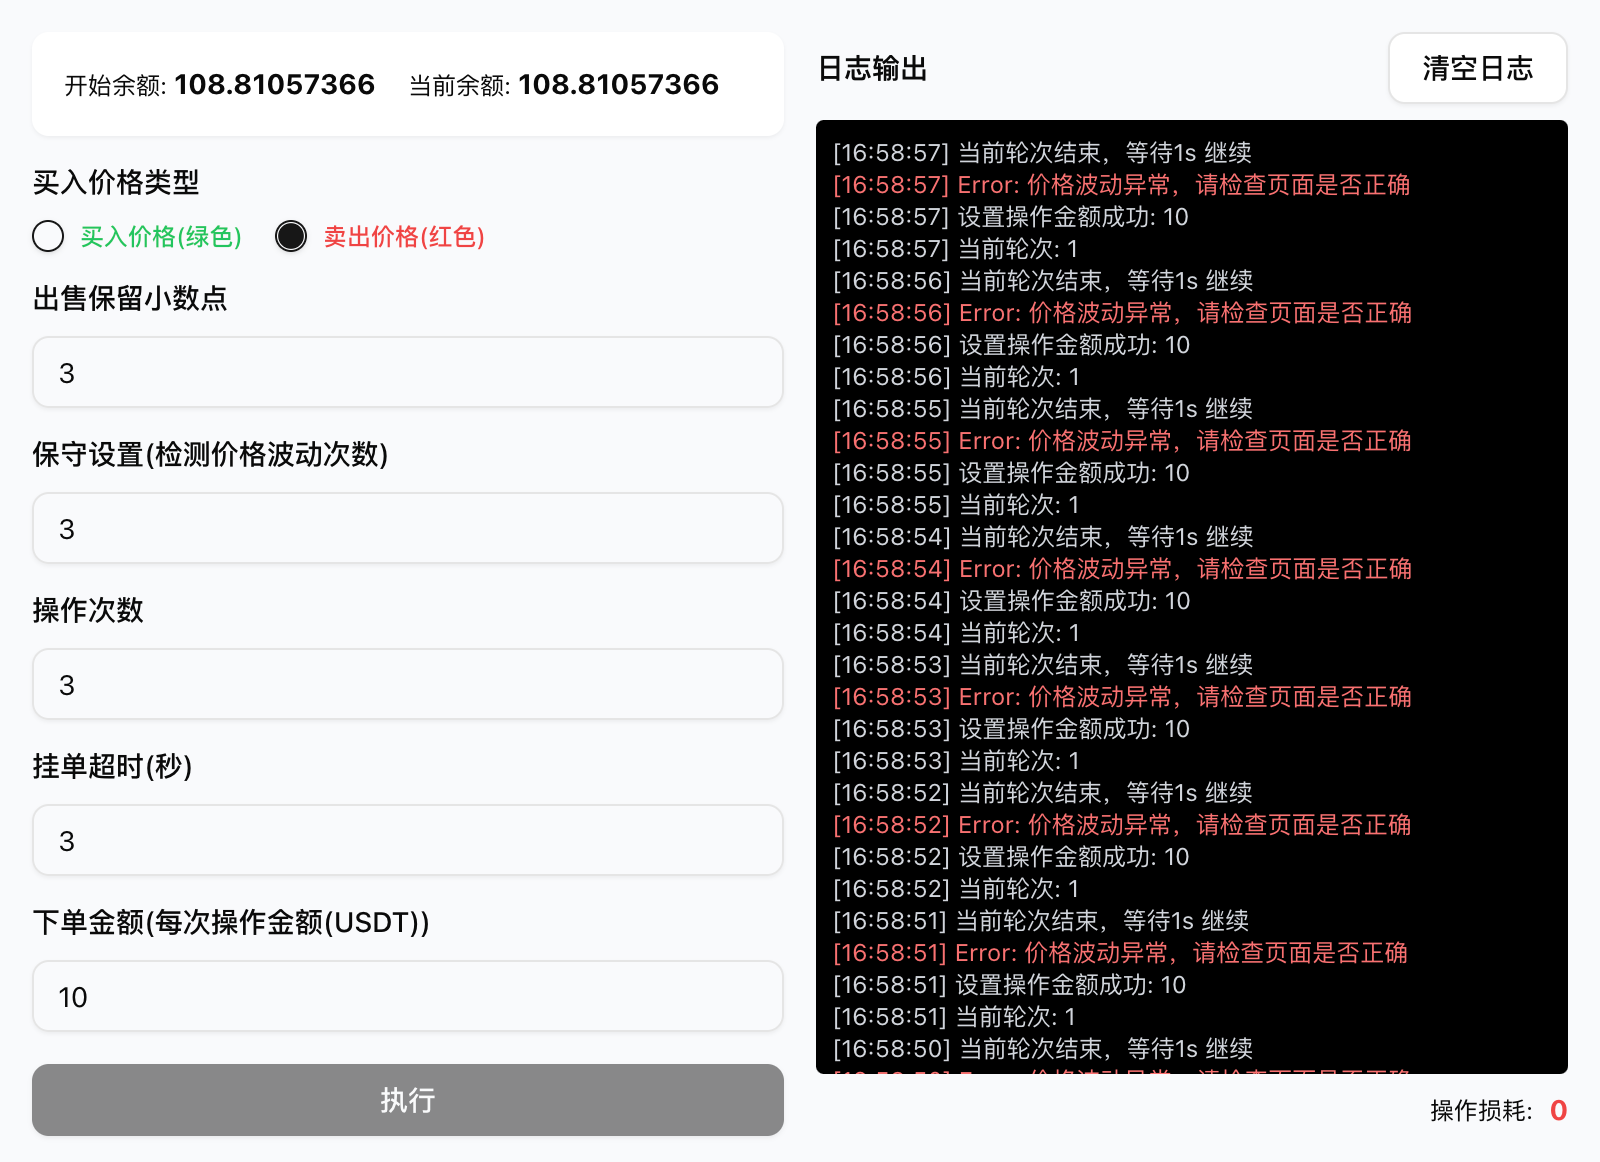 开始余额: 108.81057366 当前余额: 108.81057366
买入价格类型
买入价格(绿色) 卖出价格(红色)
出售保留小数点
3
保守设置(检测价格波动次数)
3
操作次数
3
挂单超时(秒)
3
下单金额(每次操作金额(USDT))
10
执行
日志输出
清空日志
[16:58:57] 当前轮次结束，等待1s 继续
[16:58:57] Error: 价格波动异常，请检查页面是否正确
[16:58:57] 设置操作金额成功: 10
[16:58:57] 当前轮次: 1
[16:58:56] 当前轮次结束，等待1s 继续
[16:58:56] Error: 价格波动异常，请检查页面是否正确
[16:58:56] 设置操作金额成功: 10
[16:58:56] 当前轮次: 1
[16:58:55] 当前轮次结束，等待1s 继续
[16:58:55] Error: 价格波动异常，请检查页面是否正确
[16:58:55] 设置操作金额成功: 10
[16:58:55] 当前轮次: 1
[16:58:54] 当前轮次结束，等待1s 继续
[16:58:54] Error: 价格波动异常，请检查页面是否正确
[16:58:54] 设置操作金额成功: 10
[16:58:54] 当前轮次: 1
[16:58:53] 当前轮次结束，等待1s 继续
[16:58:53] Error: 价格波动异常，请检查页面是否正确
[16:58:53] 设置操作金额成功: 10
[16:58:53] 当前轮次: 1
[16:58:52] 当前轮次结束，等待1s 继续
[16:58:52] Error: 价格波动异常，请检查页面是否正确
[16:58:52] 设置操作金额成功: 10
[16:58:52] 当前轮次: 1
[16:58:51] 当前轮次结束，等待1s 继续
[16:58:51] Error: 价格波动异常，请检查页面是否正确
[16:58:51] 设置操作金额成功: 10
[16:58:51] 当前轮次: 1
[16:58:50] 当前轮次结束，等待1s 继续
操作损耗: 0